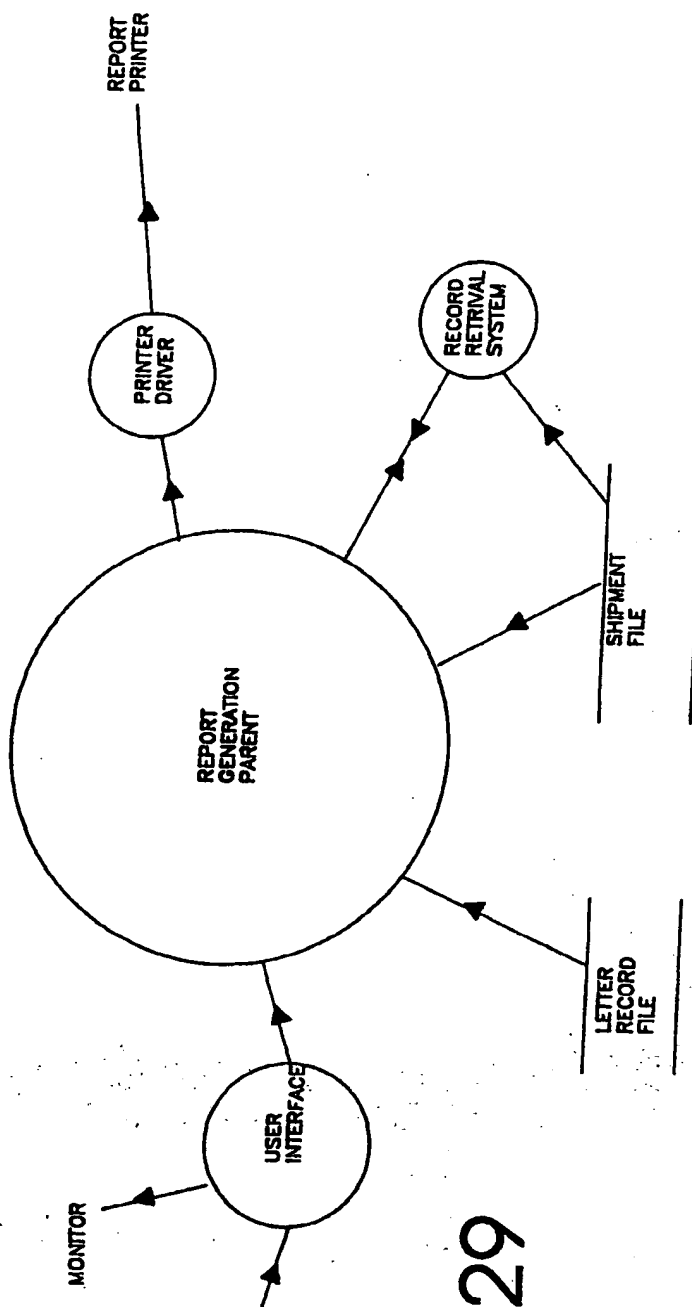 REPORT
PRINTER
PRINTER
DRIVER
RECORD
RETRIVAL
SYSTEM
REPORT
GENERATION
PARENT
SHIPMENT
FILE
MONITOR
USER
INTERFACE
LETTER
RECORD
FILE
29